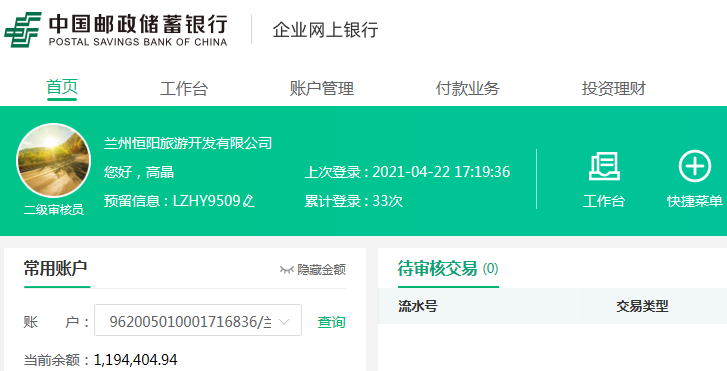 中国邮政储蓄银行 企业网上银行
POSTAL SAVINGS BANK OF CHINA
首页 工作台 账户管理 付款业务 投资理财
兰州恒阳旅游开发有限公司
您好，高晶 上次登录 : 2021-04-22 17:19:36
预留信息 : LZHY9509 累计登录 : 33次
二级审核员 工作台 快捷菜单
常用账户 隐藏金额 待审核交易 (0)
流水号 交易类型
账 户 : 962005010001716836/兰 查询
当前余额 : 1,194,404.94